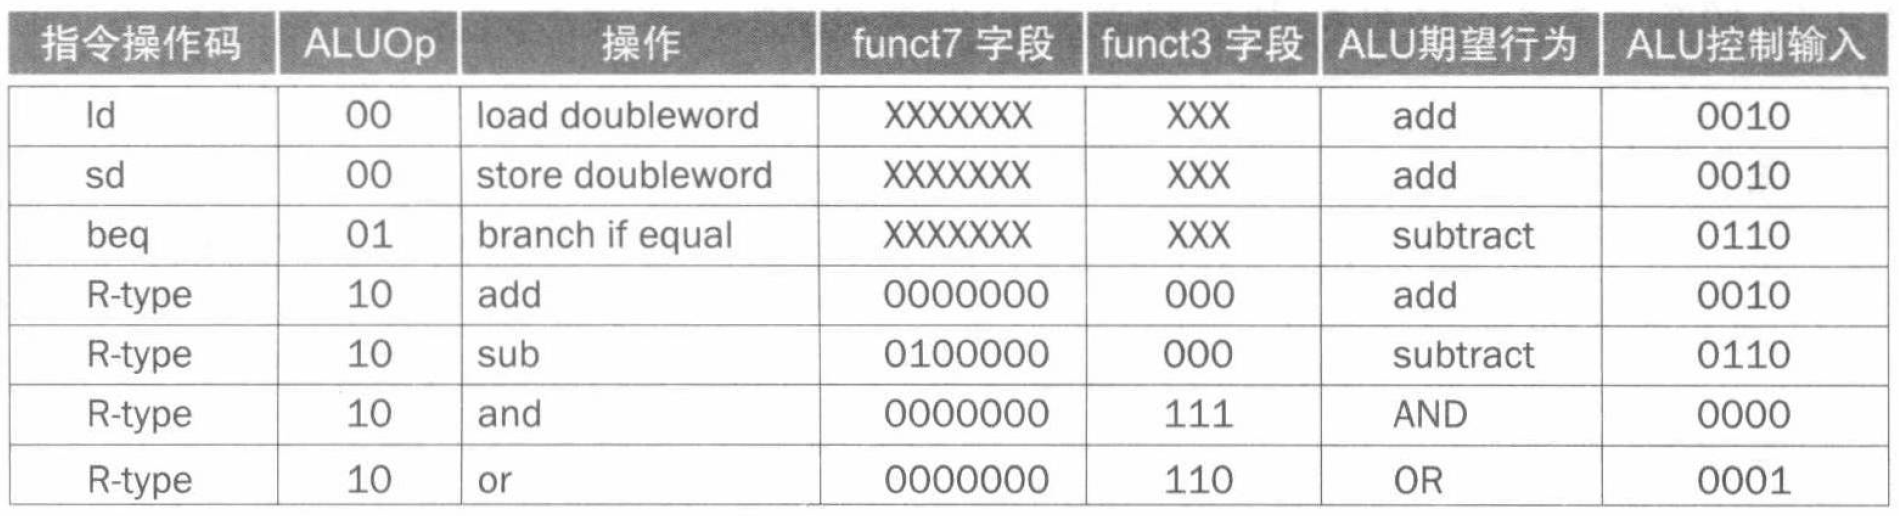 指令操作码 ALUOp 操作 funct7 字段 funct3 字段 ALU期望行为 ALU控制输入
ld 00 load doubleword XXXXXXX XXX add 0010
sd 00 store doubleword XXXXXXX XXX add 0010
beq 01 branch if equal XXXXXXX XXX subtract 0110
R-type 10 add 0000000 000 add 0010
R-type 10 sub 0100000 000 subtract 0110
R-type 10 and 0000000 111 AND 0000
R-type 10 or 0000000 110 OR 0001